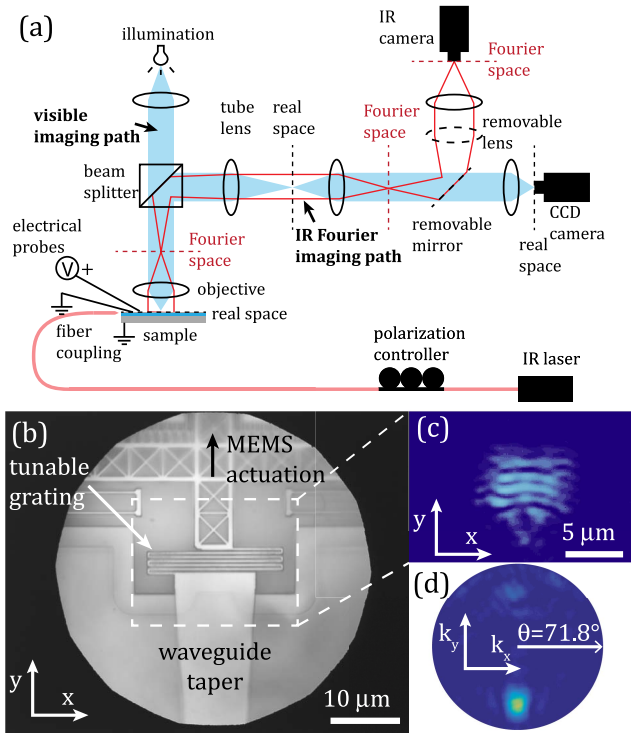 (a)
illumination
IR
camera
Fourier
space
visible
imaging path
tube
lens
real
space
Fourier
space
removable
lens
beam
splitter
electrical
probes
V +
Fourier
space
IR Fourier
imaging path
removable
mirror
CCD
camera
real
space
objective
real space
fiber
coupling
sample
polarization
controller
IR laser
(b)
tunable
grating
MEMS
actuation
waveguide
taper
y
x
10 μm
(c)
y
x
5 μm
(d)
ky
kx
θ=71.8°